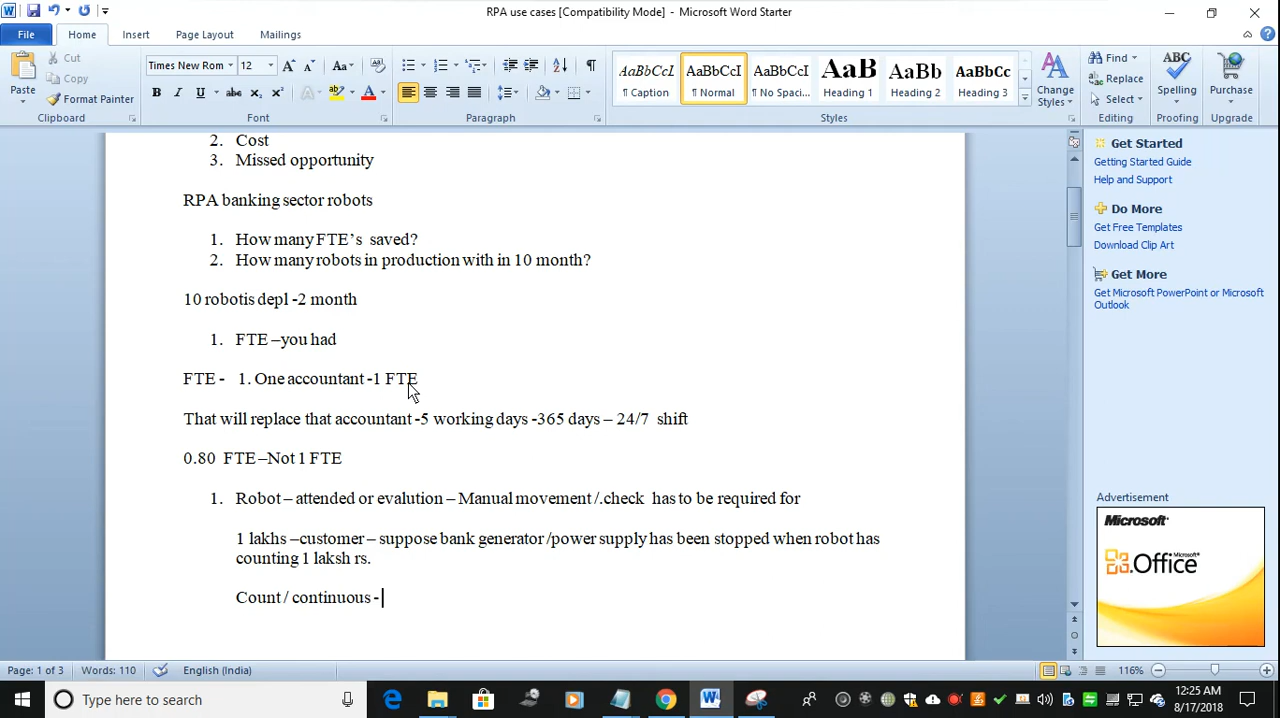 RPA use cases [Compatibility Mode] - Microsoft Word Starter
File Home Insert Page Layout Mailings
Paste
Cut
Copy
Format Painter
Clipboard
Times New Rom 12
Font
Paragraph
AaBbCcI AaBbCcI AaBbCcI AaB AaBbC AaBbCc
¶ Caption ¶ Normal ¶ No Spaci... Heading 1 Heading 2 Heading 3
Styles
Change
Styles
Find
Replace
Select
Editing
ABC
Spelling
Proofing
Purchase
Upgrade
2. Cost
3. Missed opportunity
RPA banking sector robots
1. How many FTE’s saved?
2. How many robots in production with in 10 month?
10 robotis depl -2 month
1. FTE –you had
FTE - 1. One accountant -1 FTE
That will replace that accountant -5 working days -365 days – 24/7 shift
0.80 FTE –Not 1 FTE
1. Robot – attended or evalution – Manual movement /.check has to be required for
1 lakhs –customer – suppose bank generator /power supply has been stopped when robot has
counting 1 laksh rs.
Count / continuous -
Get Started
Getting Started Guide
Help and Support
Do More
Get Free Templates
Download Clip Art
Get More
Get Microsoft PowerPoint or Microsoft
Outlook
Advertisement
Microsoft
Office
Page: 1 of 3 Words: 110 English (India) 116%
Type here to search
12:25 AM
8/17/2018